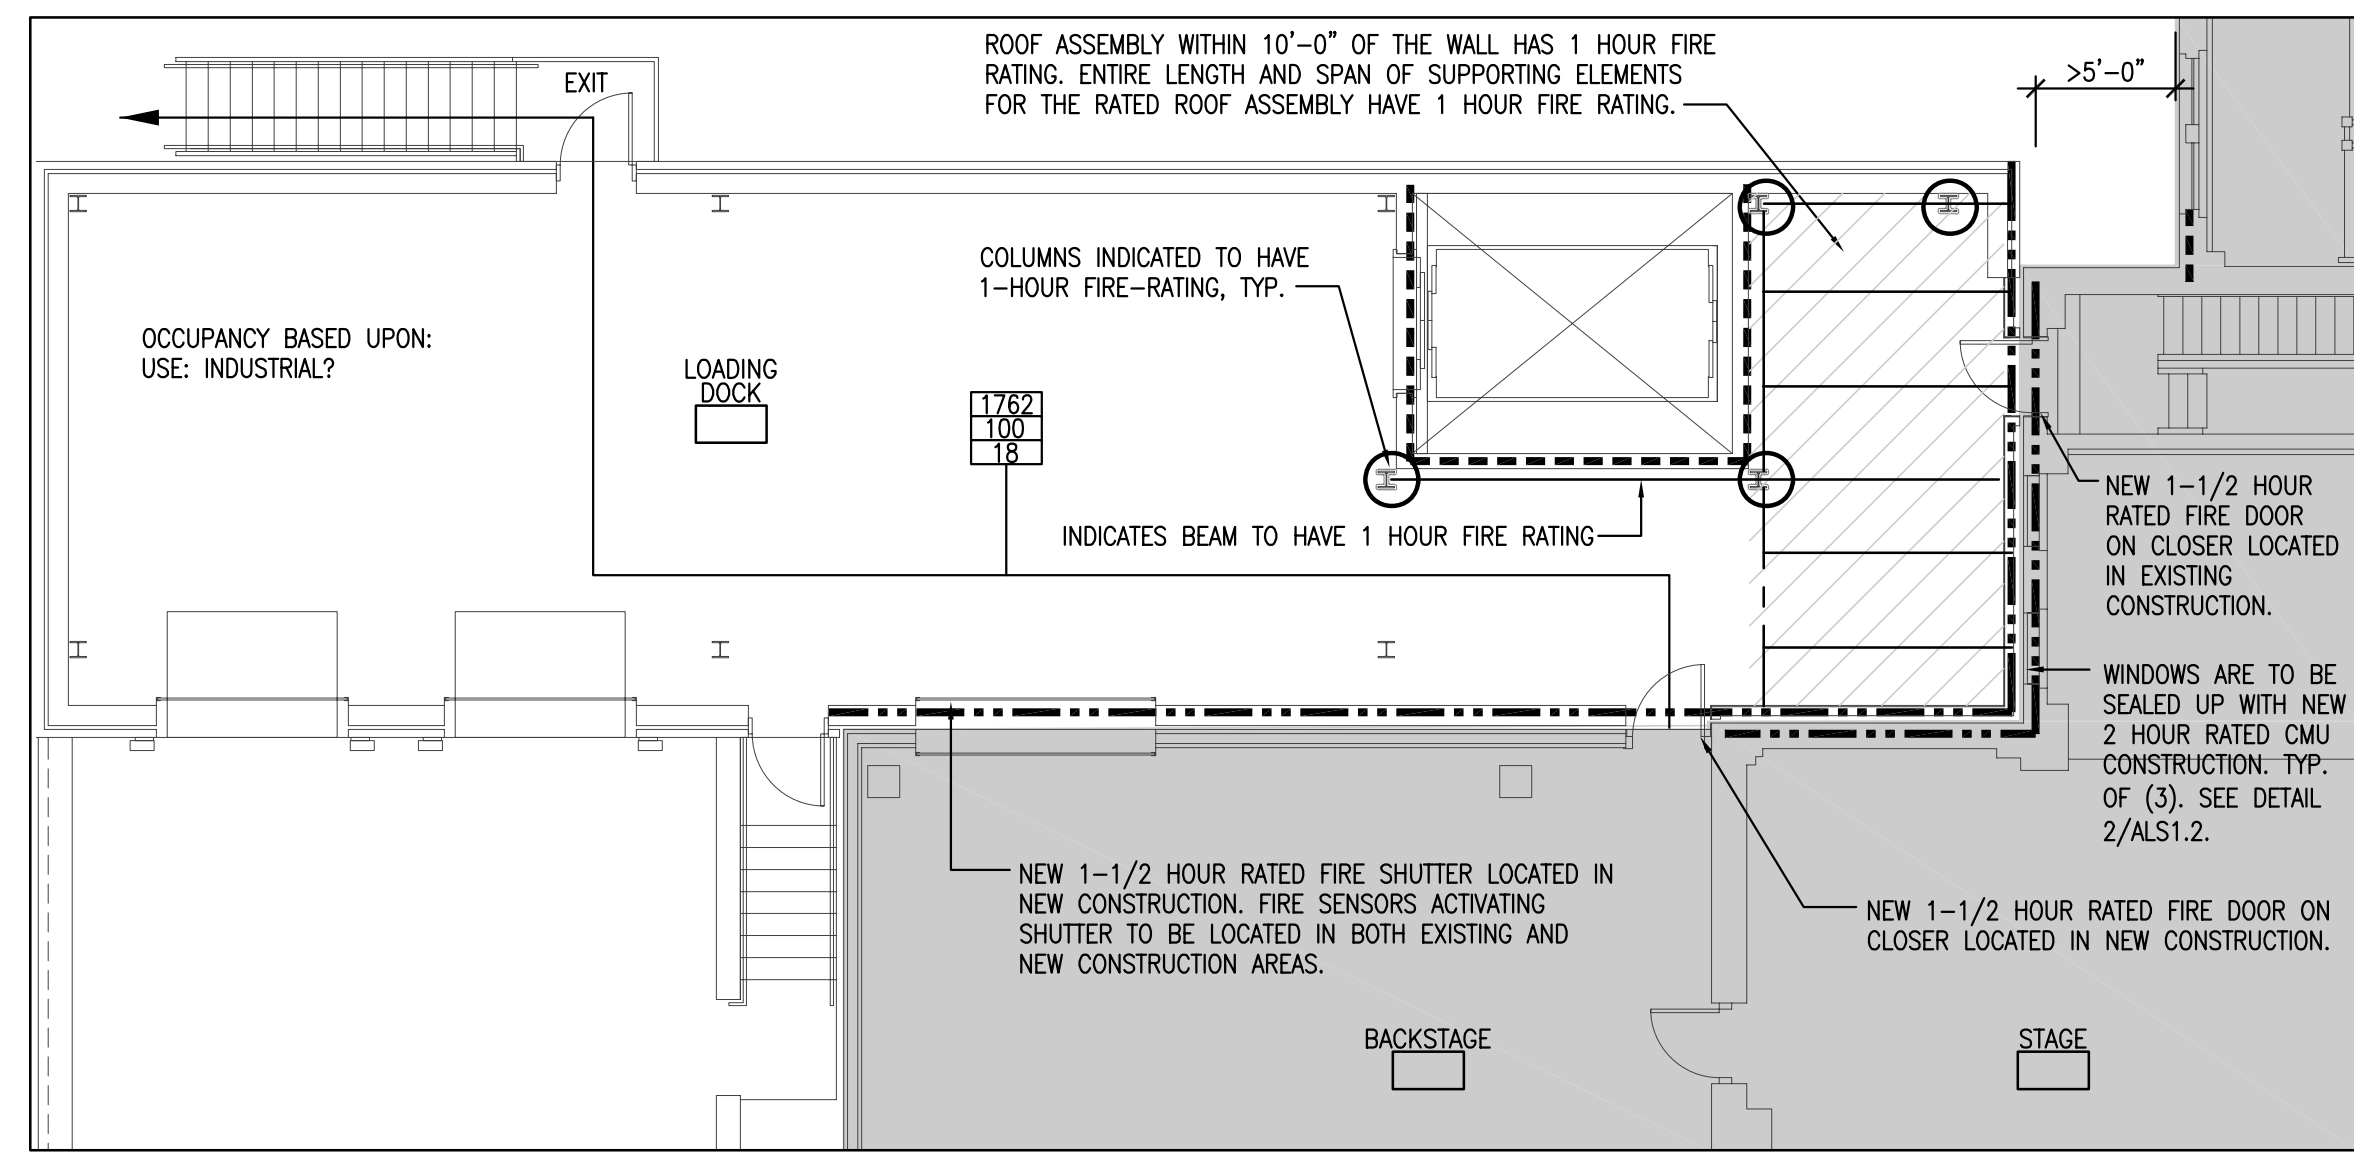 ROOF ASSEMBLY WITHIN 10'-0" OF THE WALL HAS 1 HOUR FIRE
RATING. ENTIRE LENGTH AND SPAN OF SUPPORTING ELEMENTS
FOR THE RATED ROOF ASSEMBLY HAVE 1 HOUR FIRE RATING.
>5'-0"
EXIT
COLUMNS INDICATED TO HAVE
1-HOUR FIRE-RATING, TYP.
OCCUPANCY BASED UPON:
USE: INDUSTRIAL?
LOADING
DOCK
1762
100
18
INDICATES BEAM TO HAVE 1 HOUR FIRE RATING
NEW 1-1/2 HOUR
RATED FIRE DOOR
ON CLOSER LOCATED
IN EXISTING
CONSTRUCTION.
WINDOWS ARE TO BE
SEALED UP WITH NEW
2 HOUR RATED CMU
CONSTRUCTION. TYP.
OF (3). SEE DETAIL
2/ALS1.2.
NEW 1-1/2 HOUR RATED FIRE SHUTTER LOCATED IN
NEW CONSTRUCTION. FIRE SENSORS ACTIVATING
SHUTTER TO BE LOCATED IN BOTH EXISTING AND
NEW CONSTRUCTION AREAS.
NEW 1-1/2 HOUR RATED FIRE DOOR ON
CLOSER LOCATED IN NEW CONSTRUCTION.
BACKSTAGE
STAGE